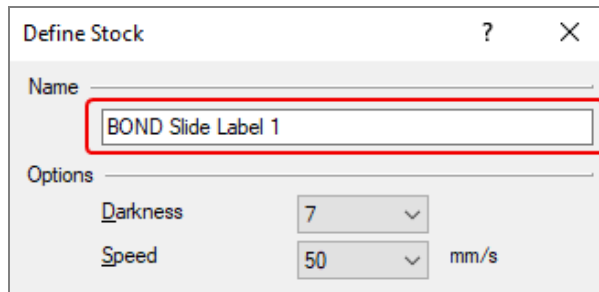 Define Stock ? ×
Name
BOND Slide Label 1
Options
Darkness 7
Speed 50 mm/s